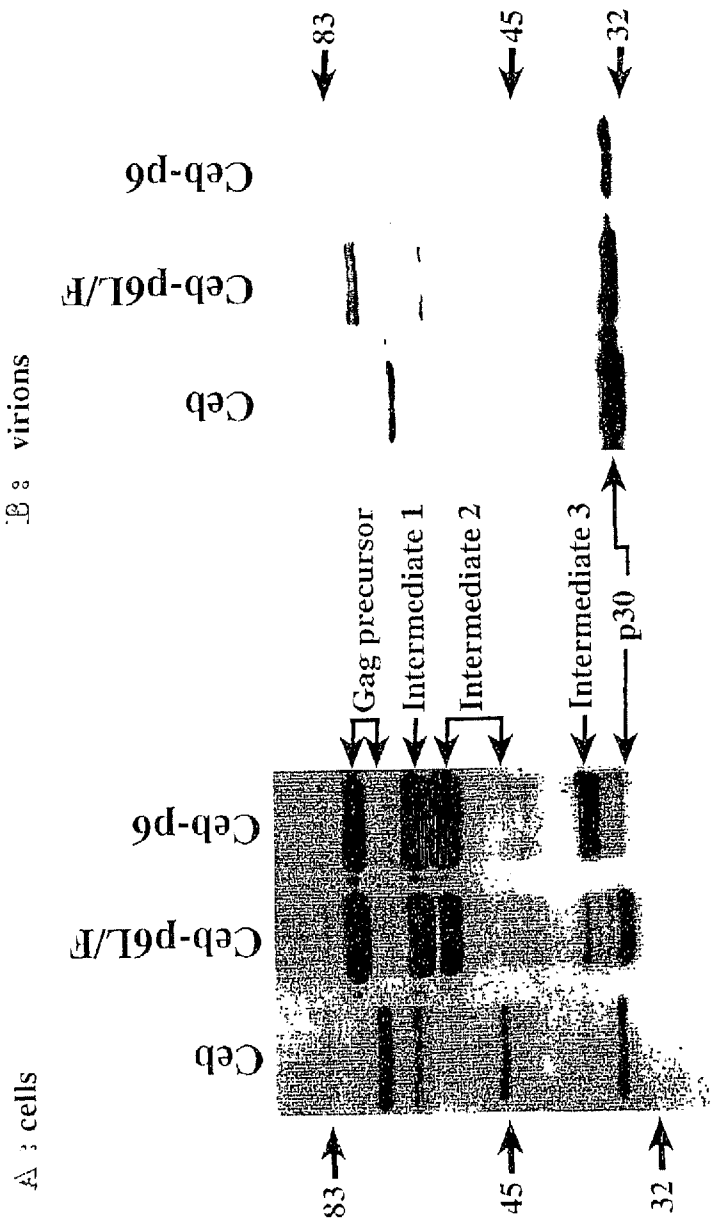 A : cells
Ceb
Ceb-p6L/F
Ceb-p6
83
45
32
Gag precursor
Intermediate 1
Intermediate 2
Intermediate 3
p30
B : virions
Ceb
Ceb-p6L/F
Ceb-p6
83
45
32